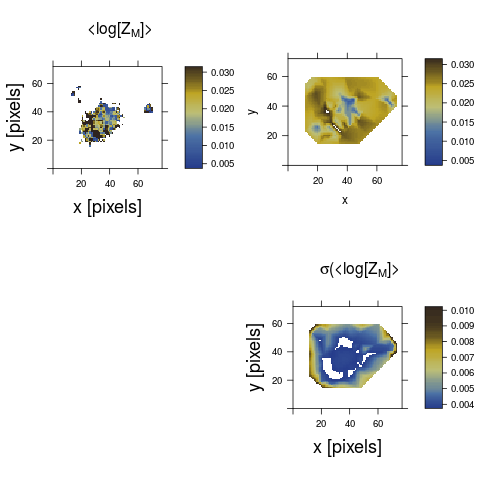 <log[Z_M]>
60
40
20
20 40 60
y [pixels]
x [pixels]
0.030
0.025
0.020
0.015
0.010
0.005
60
40
20
20 40 60
y
x
0.030
0.025
0.020
0.015
0.010
0.005
σ(<log[Z_M]>
60
40
20
20 40 60
y [pixels]
x [pixels]
0.010
0.009
0.008
0.007
0.006
0.005
0.004